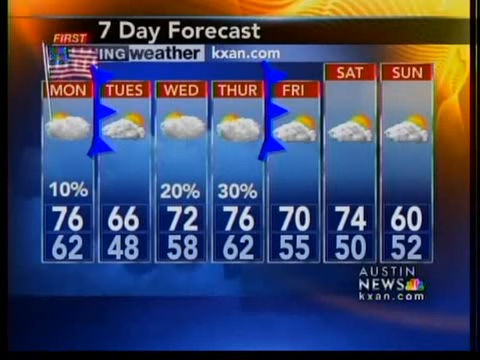 FIRST 7 Day Forecast
ING weather kxan.com
SAT SUN
MON TUES WED THUR FRI
10% 20% 30%
76 66 72 76 70 74 60
62 48 58 62 55 50 52
AUSTIN
NEWS
kxan.com